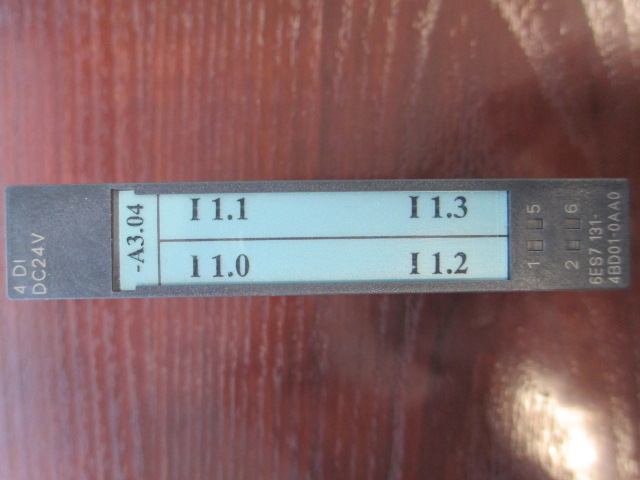 4 DI
DC24V
-A3.04
I 1.1
I 1.3
I 1.0
I 1.2
1 5
2 6
6ES7 131-
4BD01-0AA0